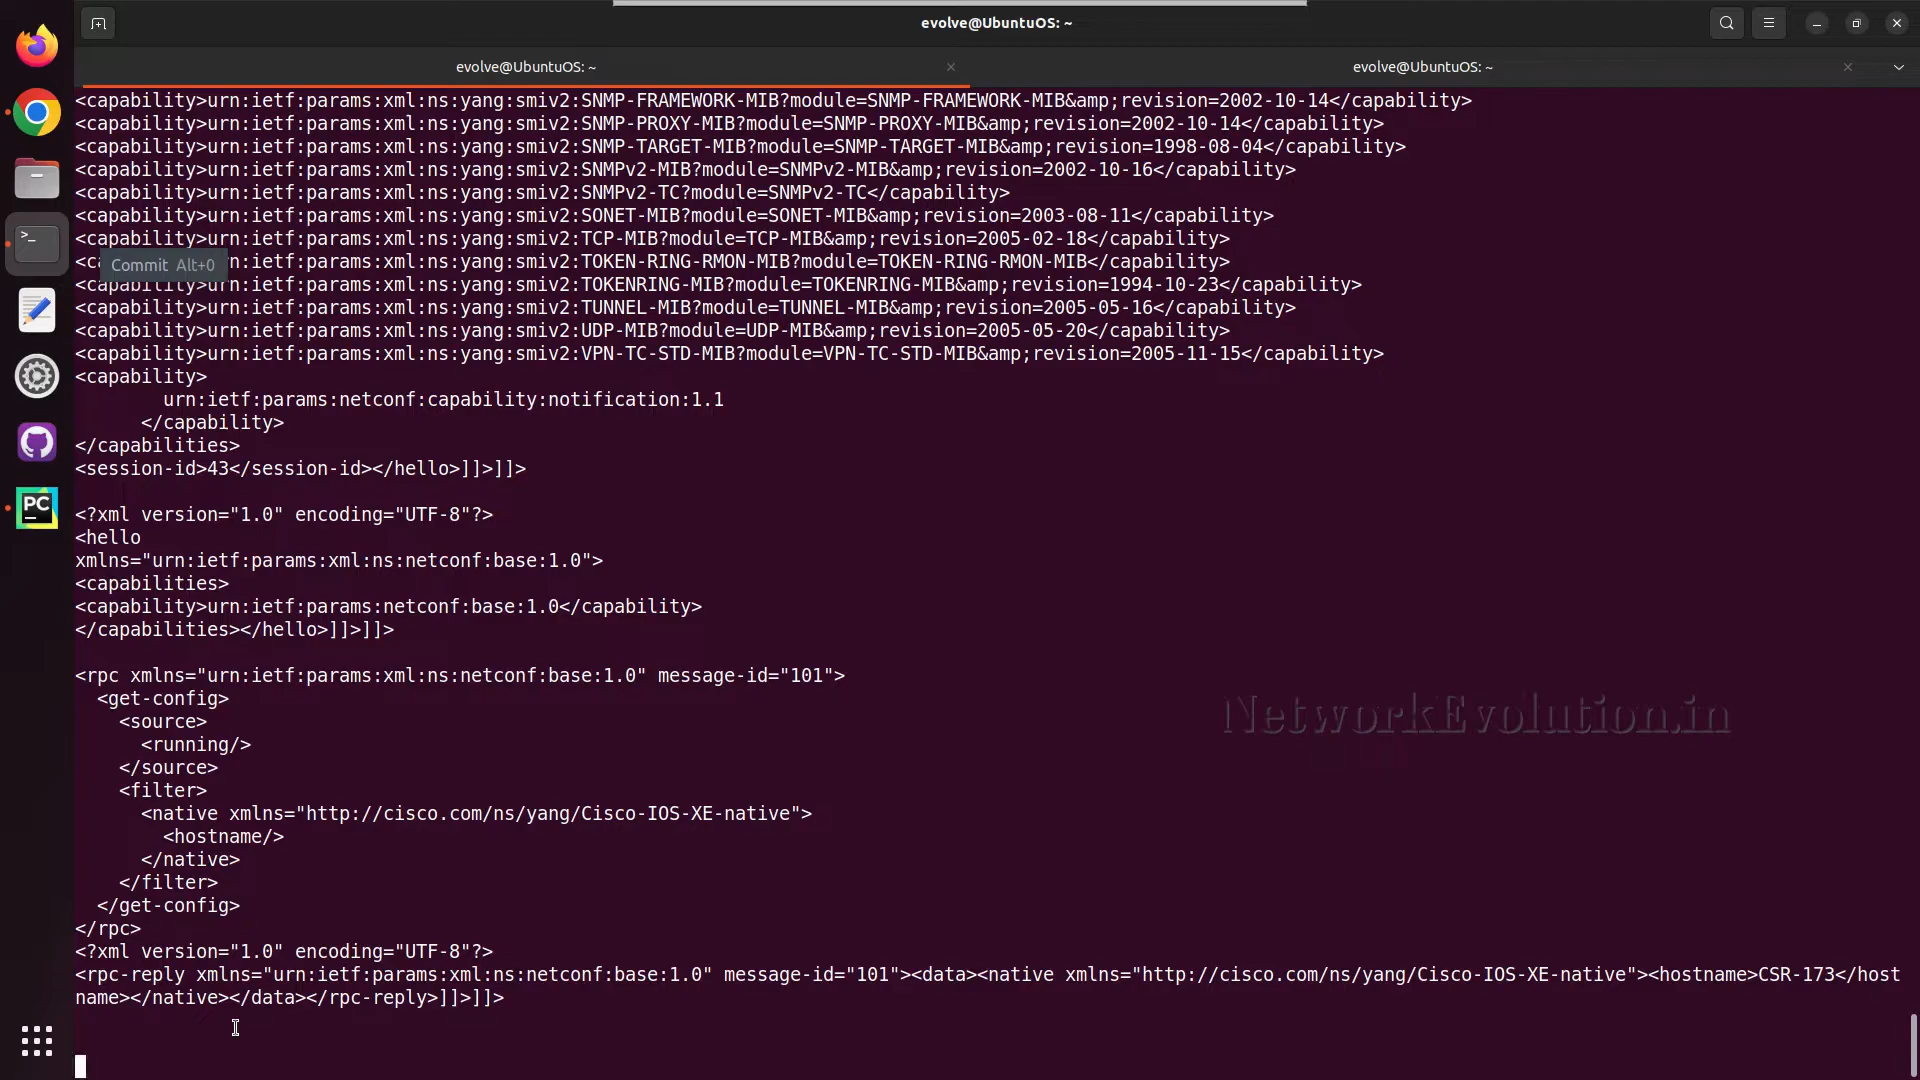 evolve@UbuntuOS: ~
evolve@UbuntuOS: ~
evolve@UbuntuOS: ~
<capability>urn:ietf:params:xml:ns:yang:smiv2:SNMP-FRAMEWORK-MIB?module=SNMP-FRAMEWORK-MIB&amp;revision=2002-10-14</capability>
<capability>urn:ietf:params:xml:ns:yang:smiv2:SNMP-PROXY-MIB?module=SNMP-PROXY-MIB&amp;revision=2002-10-14</capability>
<capability>urn:ietf:params:xml:ns:yang:smiv2:SNMP-TARGET-MIB?module=SNMP-TARGET-MIB&amp;revision=1998-08-04</capability>
<capability>urn:ietf:params:xml:ns:yang:smiv2:SNMPv2-MIB?module=SNMPv2-MIB&amp;revision=2002-10-16</capability>
<capability>urn:ietf:params:xml:ns:yang:smiv2:SNMPv2-TC?module=SNMPv2-TC</capability>
<capability>urn:ietf:params:xml:ns:yang:smiv2:SONET-MIB?module=SONET-MIB&amp;revision=2003-08-11</capability>
<capability>urn:ietf:params:xml:ns:yang:smiv2:TCP-MIB?module=TCP-MIB&amp;revision=2005-02-18</capability>
<ca
Commit Alt+0
urn:ietf:params:xml:ns:yang:smiv2:TOKEN-RING-RMON-MIB?module=TOKEN-RING-RMON-MIB</capability>
<capability>urn:ietf:params:xml:ns:yang:smiv2:TOKENRING-MIB?module=TOKENRING-MIB&amp;revision=1994-10-23</capability>
<capability>urn:ietf:params:xml:ns:yang:smiv2:TUNNEL-MIB?module=TUNNEL-MIB&amp;revision=2005-05-16</capability>
<capability>urn:ietf:params:xml:ns:yang:smiv2:UDP-MIB?module=UDP-MIB&amp;revision=2005-05-20</capability>
<capability>urn:ietf:params:xml:ns:yang:smiv2:VPN-TC-STD-MIB?module=VPN-TC-STD-MIB&amp;revision=2005-11-15</capability>
<capability>
        urn:ietf:params:netconf:capability:notification:1.1
      </capability>
</capabilities>
<session-id>43</session-id></hello>]]>]]>
<?xml version="1.0" encoding="UTF-8"?>
<hello
xmlns="urn:ietf:params:xml:ns:netconf:base:1.0">
<capabilities>
<capability>urn:ietf:params:netconf:base:1.0</capability>
</capabilities></hello>]]>]]>
<rpc xmlns="urn:ietf:params:xml:ns:netconf:base:1.0" message-id="101">
  <get-config>
    <source>
      <running/>
    </source>
    <filter>
      <native xmlns="http://cisco.com/ns/yang/Cisco-IOS-XE-native">
        <hostname/>
      </native>
    </filter>
  </get-config>
</rpc>
<?xml version="1.0" encoding="UTF-8"?>
<rpc-reply xmlns="urn:ietf:params:xml:ns:netconf:base:1.0" message-id="101"><data><native xmlns="http://cisco.com/ns/yang/Cisco-IOS-XE-native"><hostname>CSR-173</host
name></native></data></rpc-reply>]]>]]>
NetworkEvolution.in
PC